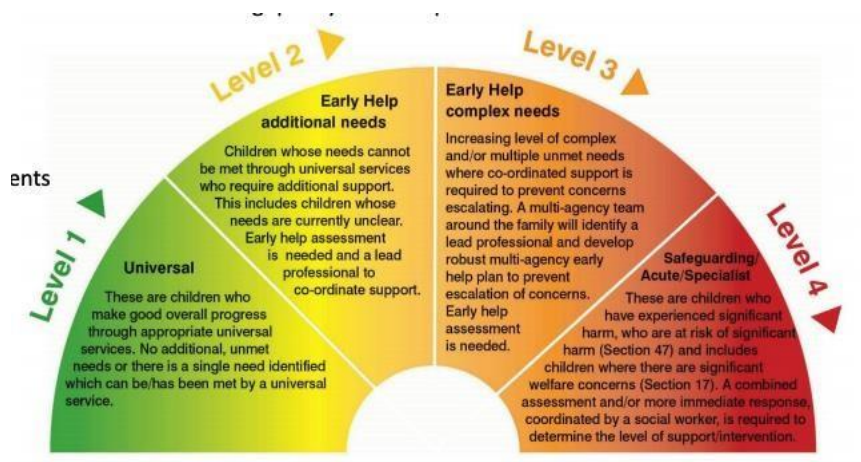 ents
Level 1
Universal
These are children who
make good overall progress
through appropriate universal
services. No additional, unmet
needs or there is a single need identified
which can be/has been met by a universal
service.
Level 2
Early Help
additional needs
Children whose needs cannot
be met through universal services
who require additional support.
This includes children whose
needs are currently unclear.
Early help assessment
is needed and a lead
professional to
co-ordinate support.
Level 3
Early Help
complex needs
Increasing level of complex
and/or multiple unmet needs
where co-ordinated support is
required to prevent concerns
escalating. A multi-agency team
around the family will identify a
lead professional and develop
robust multi-agency early
help plan to prevent
escalation of concerns.
Early help
assessment
is needed.
Level 4
Safeguarding/
Acute/Specialist
These are children who
have experienced significant
harm, who are at risk of significant
harm (Section 47) and includes
children where there are significant
welfare concerns (Section 17). A combined
assessment and/or more immediate response,
coordinated by a social worker, is required to
determine the level of support/intervention.